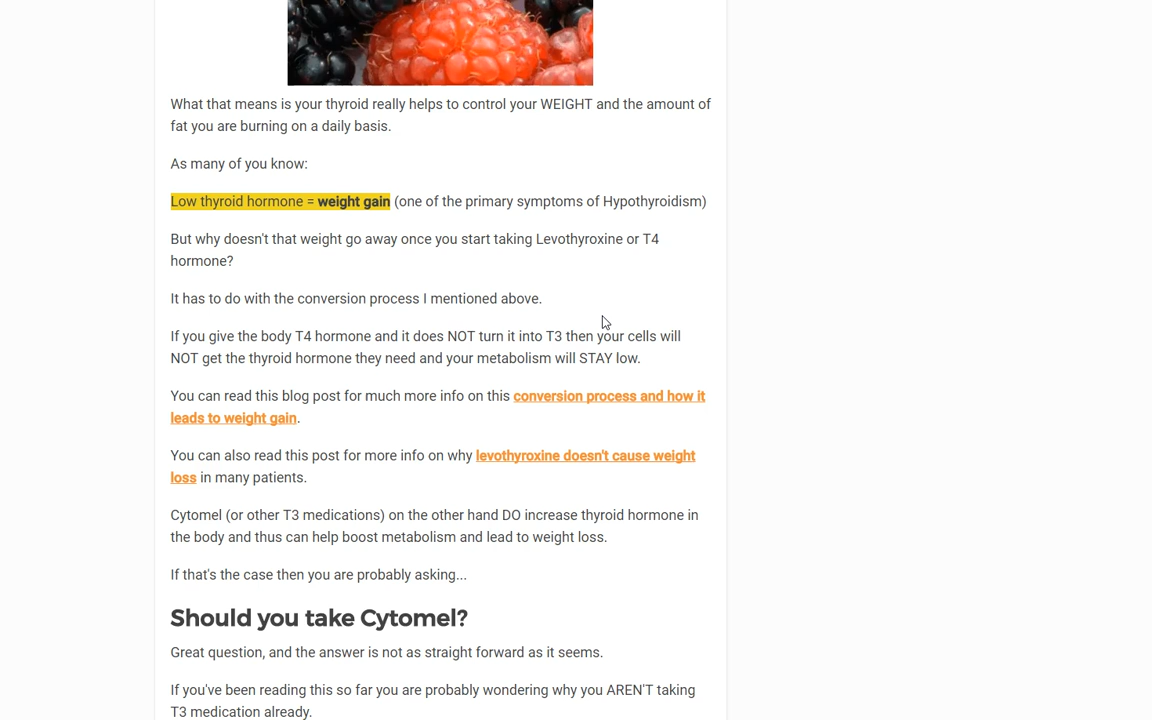 What that means is your thyroid really helps to control your WEIGHT and the amount of
fat you are burning on a daily basis.
As many of you know:
Low thyroid hormone = weight gain (one of the primary symptoms of Hypothyroidism)
But why doesn't that weight go away once you start taking Levothyroxine or T4
hormone?
It has to do with the conversion process I mentioned above.
If you give the body T4 hormone and it does NOT turn it into T3 then your cells will
NOT get the thyroid hormone they need and your metabolism will STAY low.
You can read this blog post for much more info on this conversion process and how it
leads to weight gain.
You can also read this post for more info on why levothyroxine doesn't cause weight
loss in many patients.
Cytomel (or other T3 medications) on the other hand DO increase thyroid hormone in
the body and thus can help boost metabolism and lead to weight loss.
If that's the case then you are probably asking...
Should you take Cytomel?
Great question, and the answer is not as straight forward as it seems.
If you've been reading this so far you are probably wondering why you AREN'T taking
T3 medication already.